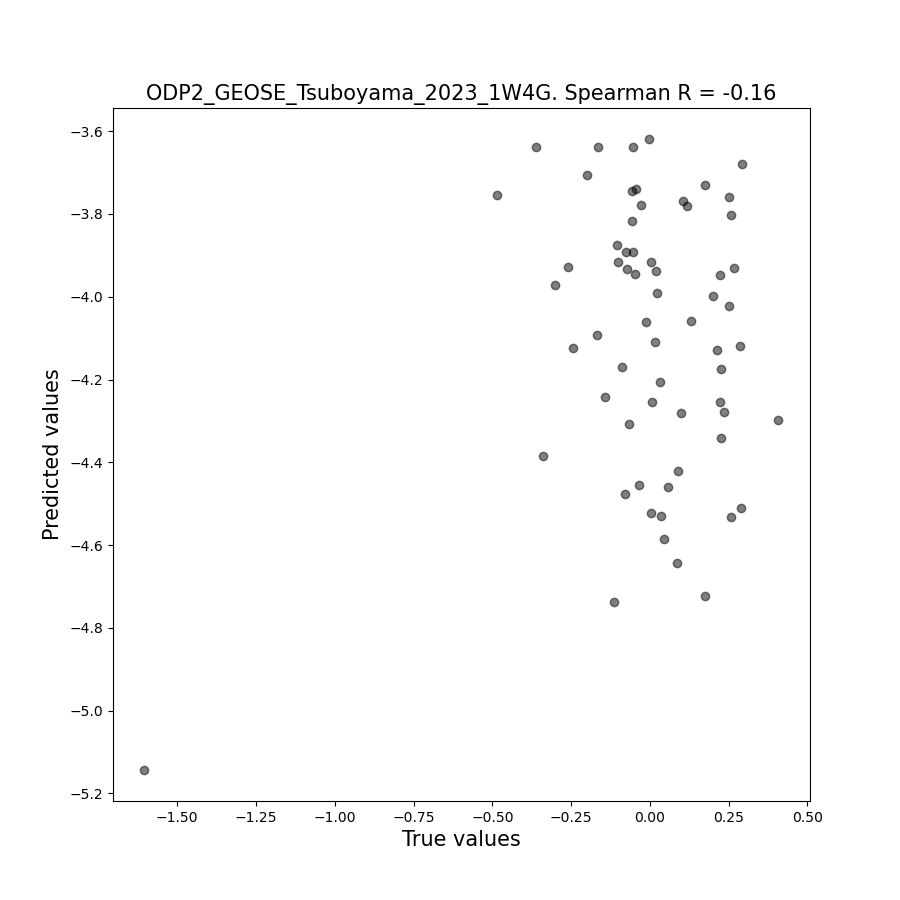 ODP2_GEOSE_Tsuboyama_2023_1W4G. Spearman R = -0.16
−3.6
−3.8
−4.0
−4.2
−4.4
−4.6
−4.8
−5.0
−5.2
Predicted values
−1.50 −1.25 −1.00 −0.75 −0.50 −0.25 0.00 0.25 0.50
True values